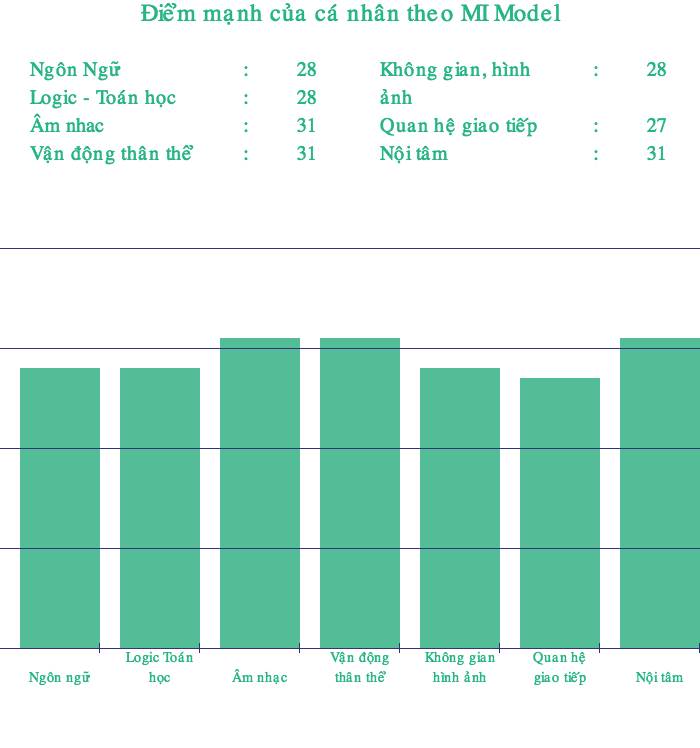 Điểm mạnh của cá nhân theo MI Model
Ngôn Ngữ : 28
Logic - Toán học : 28
Âm nhac : 31
Vận động thân thể : 31
Không gian, hình : 28
ảnh
Quan hệ giao tiếp : 27
Nội tâm : 31
Ngôn ngữ
Logic Toán
học
Âm nhạc
Vận động
thân thể
Không gian
hình ảnh
Quan hệ
giao tiếp
Nội tâm